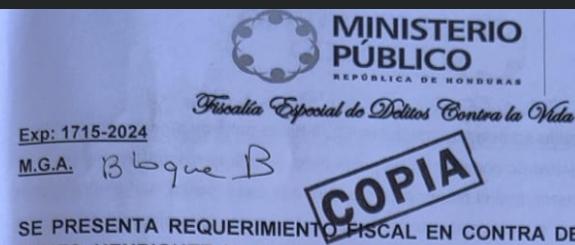 MINISTERIO
PÚBLICO
REPÚBLICA DE HONDURAS
Fiscalía Especial de Delitos Contra la Vida
Exp: 1715-2024
M.G.A. Bloque B
COPIA
SE PRESENTA REQUERIMIENTO FISCAL EN CONTRA DE